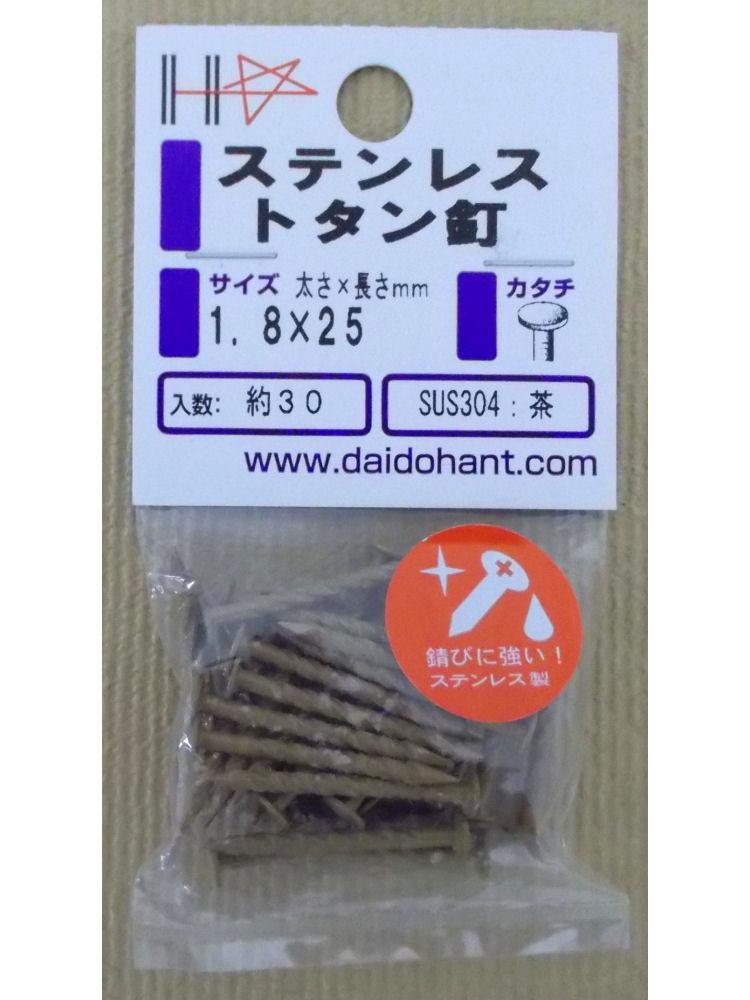 ステンレス
トタン釘
サイズ 太さ×長さmm
1.8×25
カタチ
入数: 約30
SUS304:茶
www.daidohant.com
錆びに強い!
ステンレス製